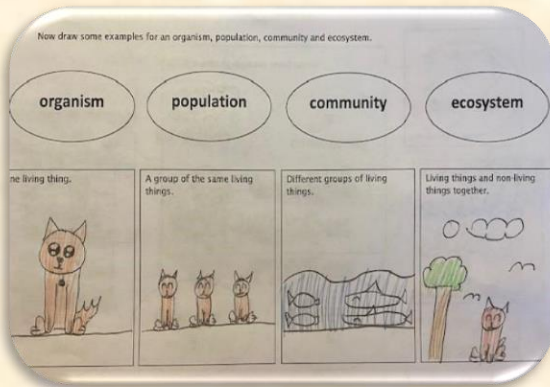 Now draw some examples for an organism, population, community and ecosystem.
organism
population
community
ecosystem
ne living thing.
A group of the same living
things.
Different groups of living
things.
Living things and non-living
things together.